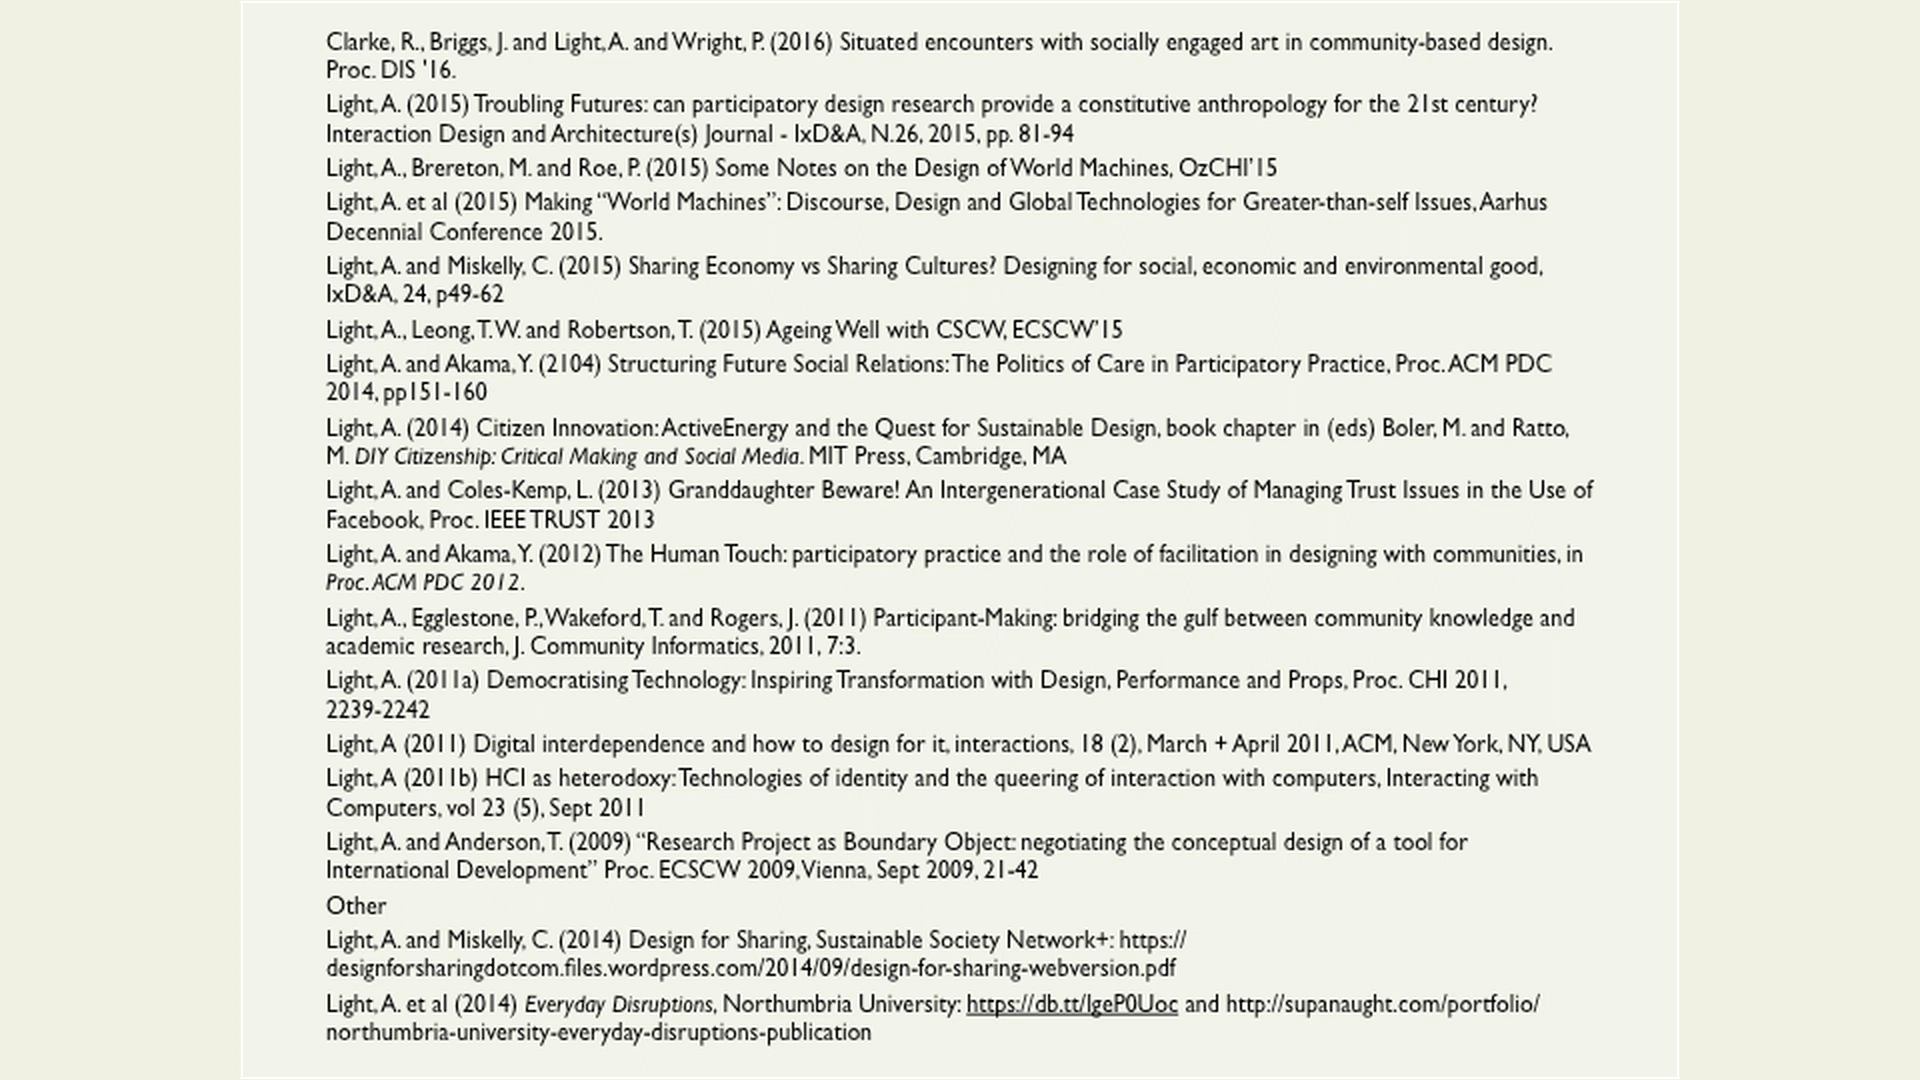 Clarke, R., Briggs, J. and Light, A. and Wright, P. (2016) Situated encounters with socially engaged art in community-based design.
Proc. DIS '16.
Light, A. (2015) Troubling Futures: can participatory design research provide a constitutive anthropology for the 21st century?
Interaction Design and Architecture(s) Journal - IxD&A, N.26, 2015, pp. 81-94
Light, A., Brereton, M. and Roe, P. (2015) Some Notes on the Design of World Machines, OzCHI’15
Light, A. et al (2015) Making “World Machines”: Discourse, Design and Global Technologies for Greater-than-self Issues, Aarhus
Decennial Conference 2015.
Light, A. and Miskelly, C. (2015) Sharing Economy vs Sharing Cultures? Designing for social, economic and environmental good,
IxD&A, 24, p49-62
Light, A., Leong, T.W. and Robertson, T. (2015) Ageing Well with CSCW, ECSCW’15
Light, A. and Akama, Y. (2104) Structuring Future Social Relations: The Politics of Care in Participatory Practice, Proc. ACM PDC
2014, pp151-160
Light, A. (2014) Citizen Innovation: ActiveEnergy and the Quest for Sustainable Design, book chapter in (eds) Boler, M. and Ratto,
M. DIY Citizenship: Critical Making and Social Media. MIT Press, Cambridge, MA
Light, A. and Coles-Kemp, L. (2013) Granddaughter Beware! An Intergenerational Case Study of Managing Trust Issues in the Use of
Facebook, Proc. IEEE TRUST 2013
Light, A. and Akama, Y. (2012) The Human Touch: participatory practice and the role of facilitation in designing with communities, in
Proc. ACM PDC 2012.
Light, A., Egglestone, P., Wakeford, T. and Rogers, J. (2011) Participant-Making: bridging the gulf between community knowledge and
academic research, J. Community Informatics, 2011, 7:3.
Light, A. (2011a) Democratising Technology: Inspiring Transformation with Design, Performance and Props, Proc. CHI 2011,
2239-2242
Light, A (2011) Digital interdependence and how to design for it, interactions, 18 (2), March + April 2011, ACM, New York, NY, USA
Light, A (2011b) HCI as heterodoxy: Technologies of identity and the queering of interaction with computers, Interacting with
Computers, vol 23 (5), Sept 2011
Light, A. and Anderson, T. (2009) “Research Project as Boundary Object: negotiating the conceptual design of a tool for
International Development” Proc. ECSCW 2009, Vienna, Sept 2009, 21-42
Other
Light, A. and Miskelly, C. (2014) Design for Sharing, Sustainable Society Network+: https://
designforsharingdotcom.files.wordpress.com/2014/09/design-for-sharing-webversion.pdf
Light, A. et al (2014) Everyday Disruptions, Northumbria University: https://db.tt/lgeP0Uoc and http://supanaught.com/portfolio/
northumbria-university-everyday-disruptions-publication